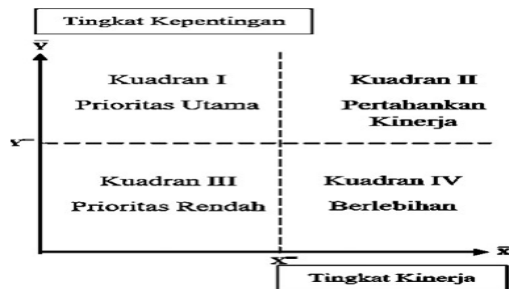 Tingkat Kepentingan
Y
Kuadran I
Prioritas Utama
Kuadran II
Pertahankan
Kinerja
Y
Kuadran III
Prioritas Rendah
Kuadran IV
Berlebihan
X
X
Tingkat Kinerja